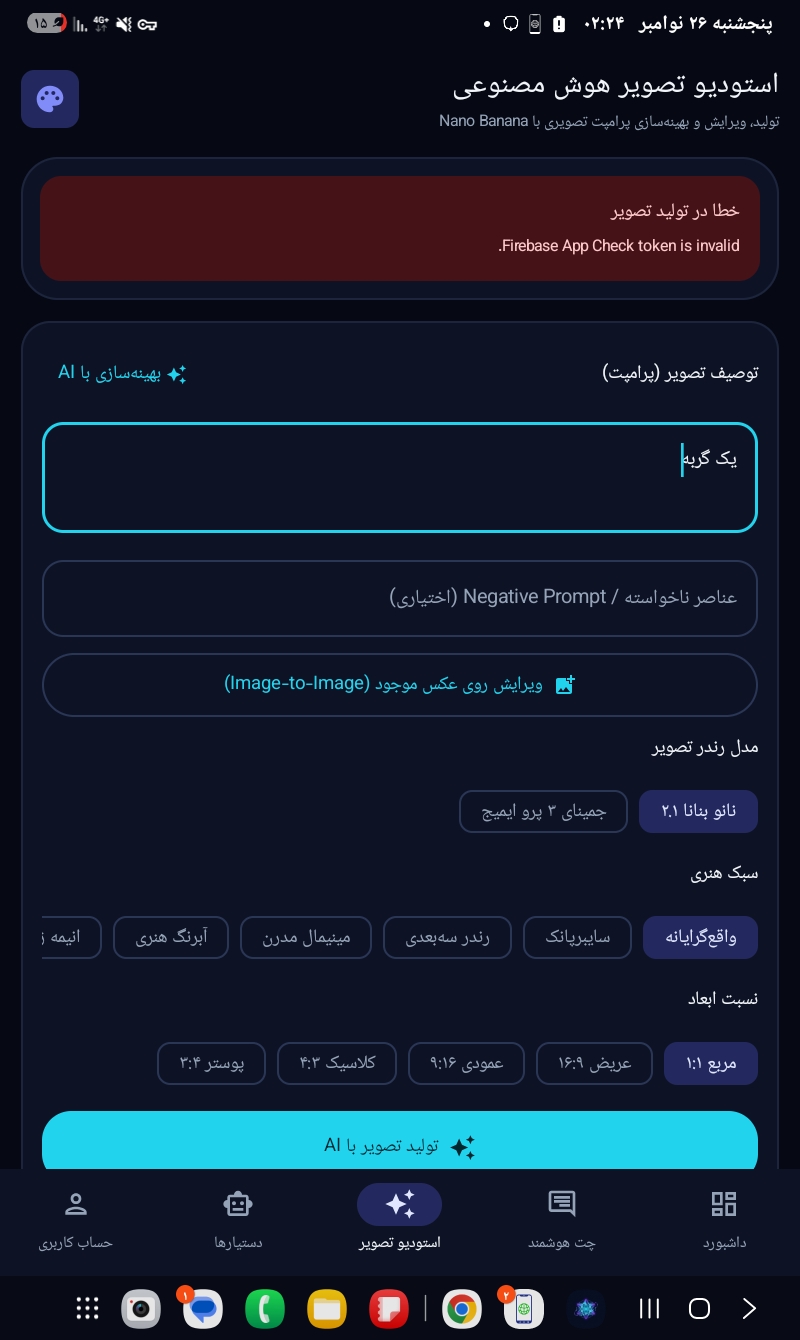 پنجشنبه ۲۶ نوامبر ۰۲:۲۴
4G+
۱۵
استودیو تصویر هوش مصنوعی
تولید، ویرایش و بهینه‌سازی پرامپت تصویری با Nano Banana
خطا در تولید تصویر
Firebase App Check token is invalid.
توصیف تصویر (پرامپت)
بهینه‌سازی با AI
یک گربه
عناصر ناخواسته / Negative Prompt (اختیاری)
ویرایش روی عکس موجود (Image-to-Image)
مدل رندر تصویر
نانو بنانا ۲.۱ جمینای ۳ پرو ایمیج
سبک هنری
واقع‌گرایانه سایبرپانک رندر سه‌بعدی مینیمال مدرن آبرنگ هنری انیمه ژ
نسبت ابعاد
مربع ۱:۱ عریض ۱۶:۹ عمودی ۹:۱۶ کلاسیک ۴:۳ پوستر ۳:۴
تولید تصویر با AI
داشبورد چت هوشمند استودیو تصویر دستیارها حساب کاربری
۲ ۱